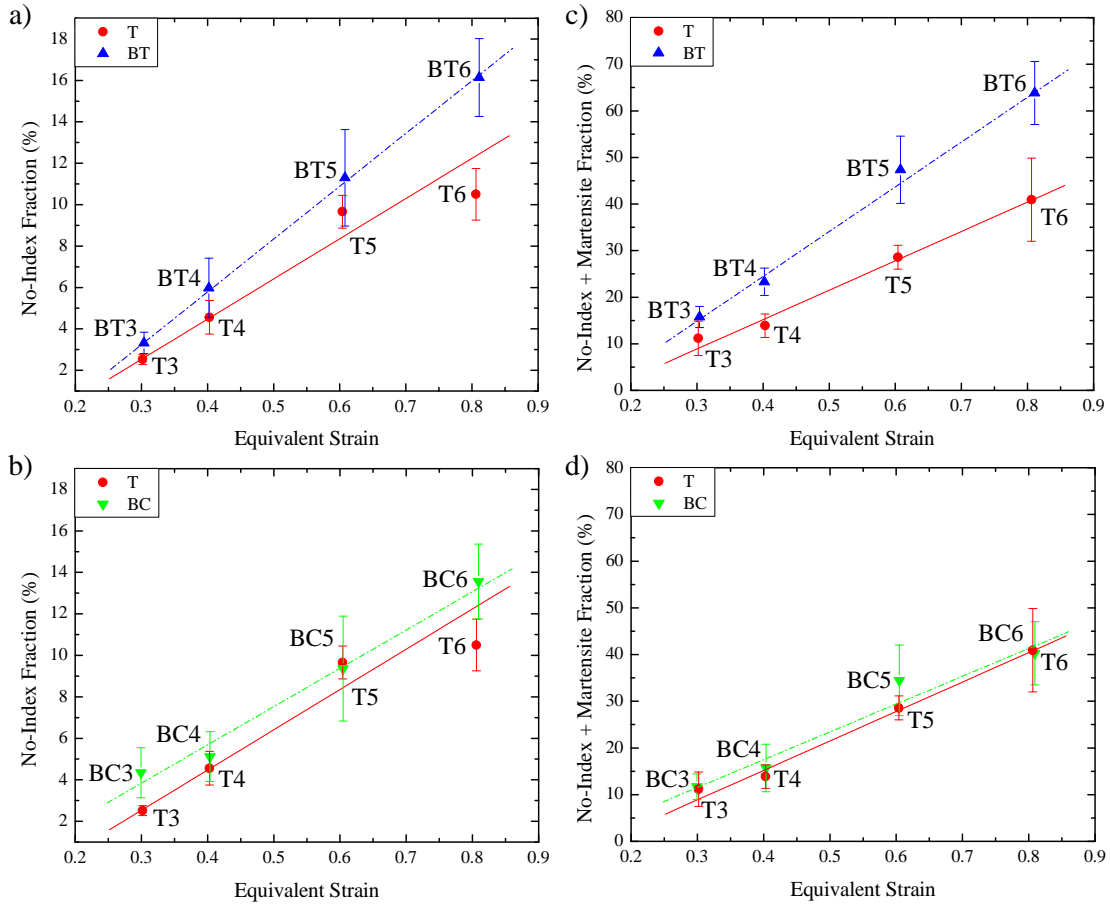 a)
T
BT
No-Index Fraction (%)
18
16
14
12
10
8
6
4
2
0.2 0.3 0.4 0.5 0.6 0.7 0.8 0.9
Equivalent Strain
BT3
BT4
BT5
BT6
T3
T4
T5
T6
c)
T
BT
No-Index + Martensite Fraction (%)
80
70
60
50
40
30
20
10
0
0.2 0.3 0.4 0.5 0.6 0.7 0.8 0.9
Equivalent Strain
BT3
BT4
BT5
BT6
T3
T4
T5
T6
b)
T
BC
No-Index Fraction (%)
18
16
14
12
10
8
6
4
2
0.2 0.3 0.4 0.5 0.6 0.7 0.8 0.9
Equivalent Strain
BC3
BC4
BC5
BC6
T3
T4
T5
T6
d)
T
BC
No-Index + Martensite Fraction (%)
80
70
60
50
40
30
20
10
0
0.2 0.3 0.4 0.5 0.6 0.7 0.8 0.9
Equivalent Strain
BC3
BC4
BC5
BC6
T3
T4
T5
T6